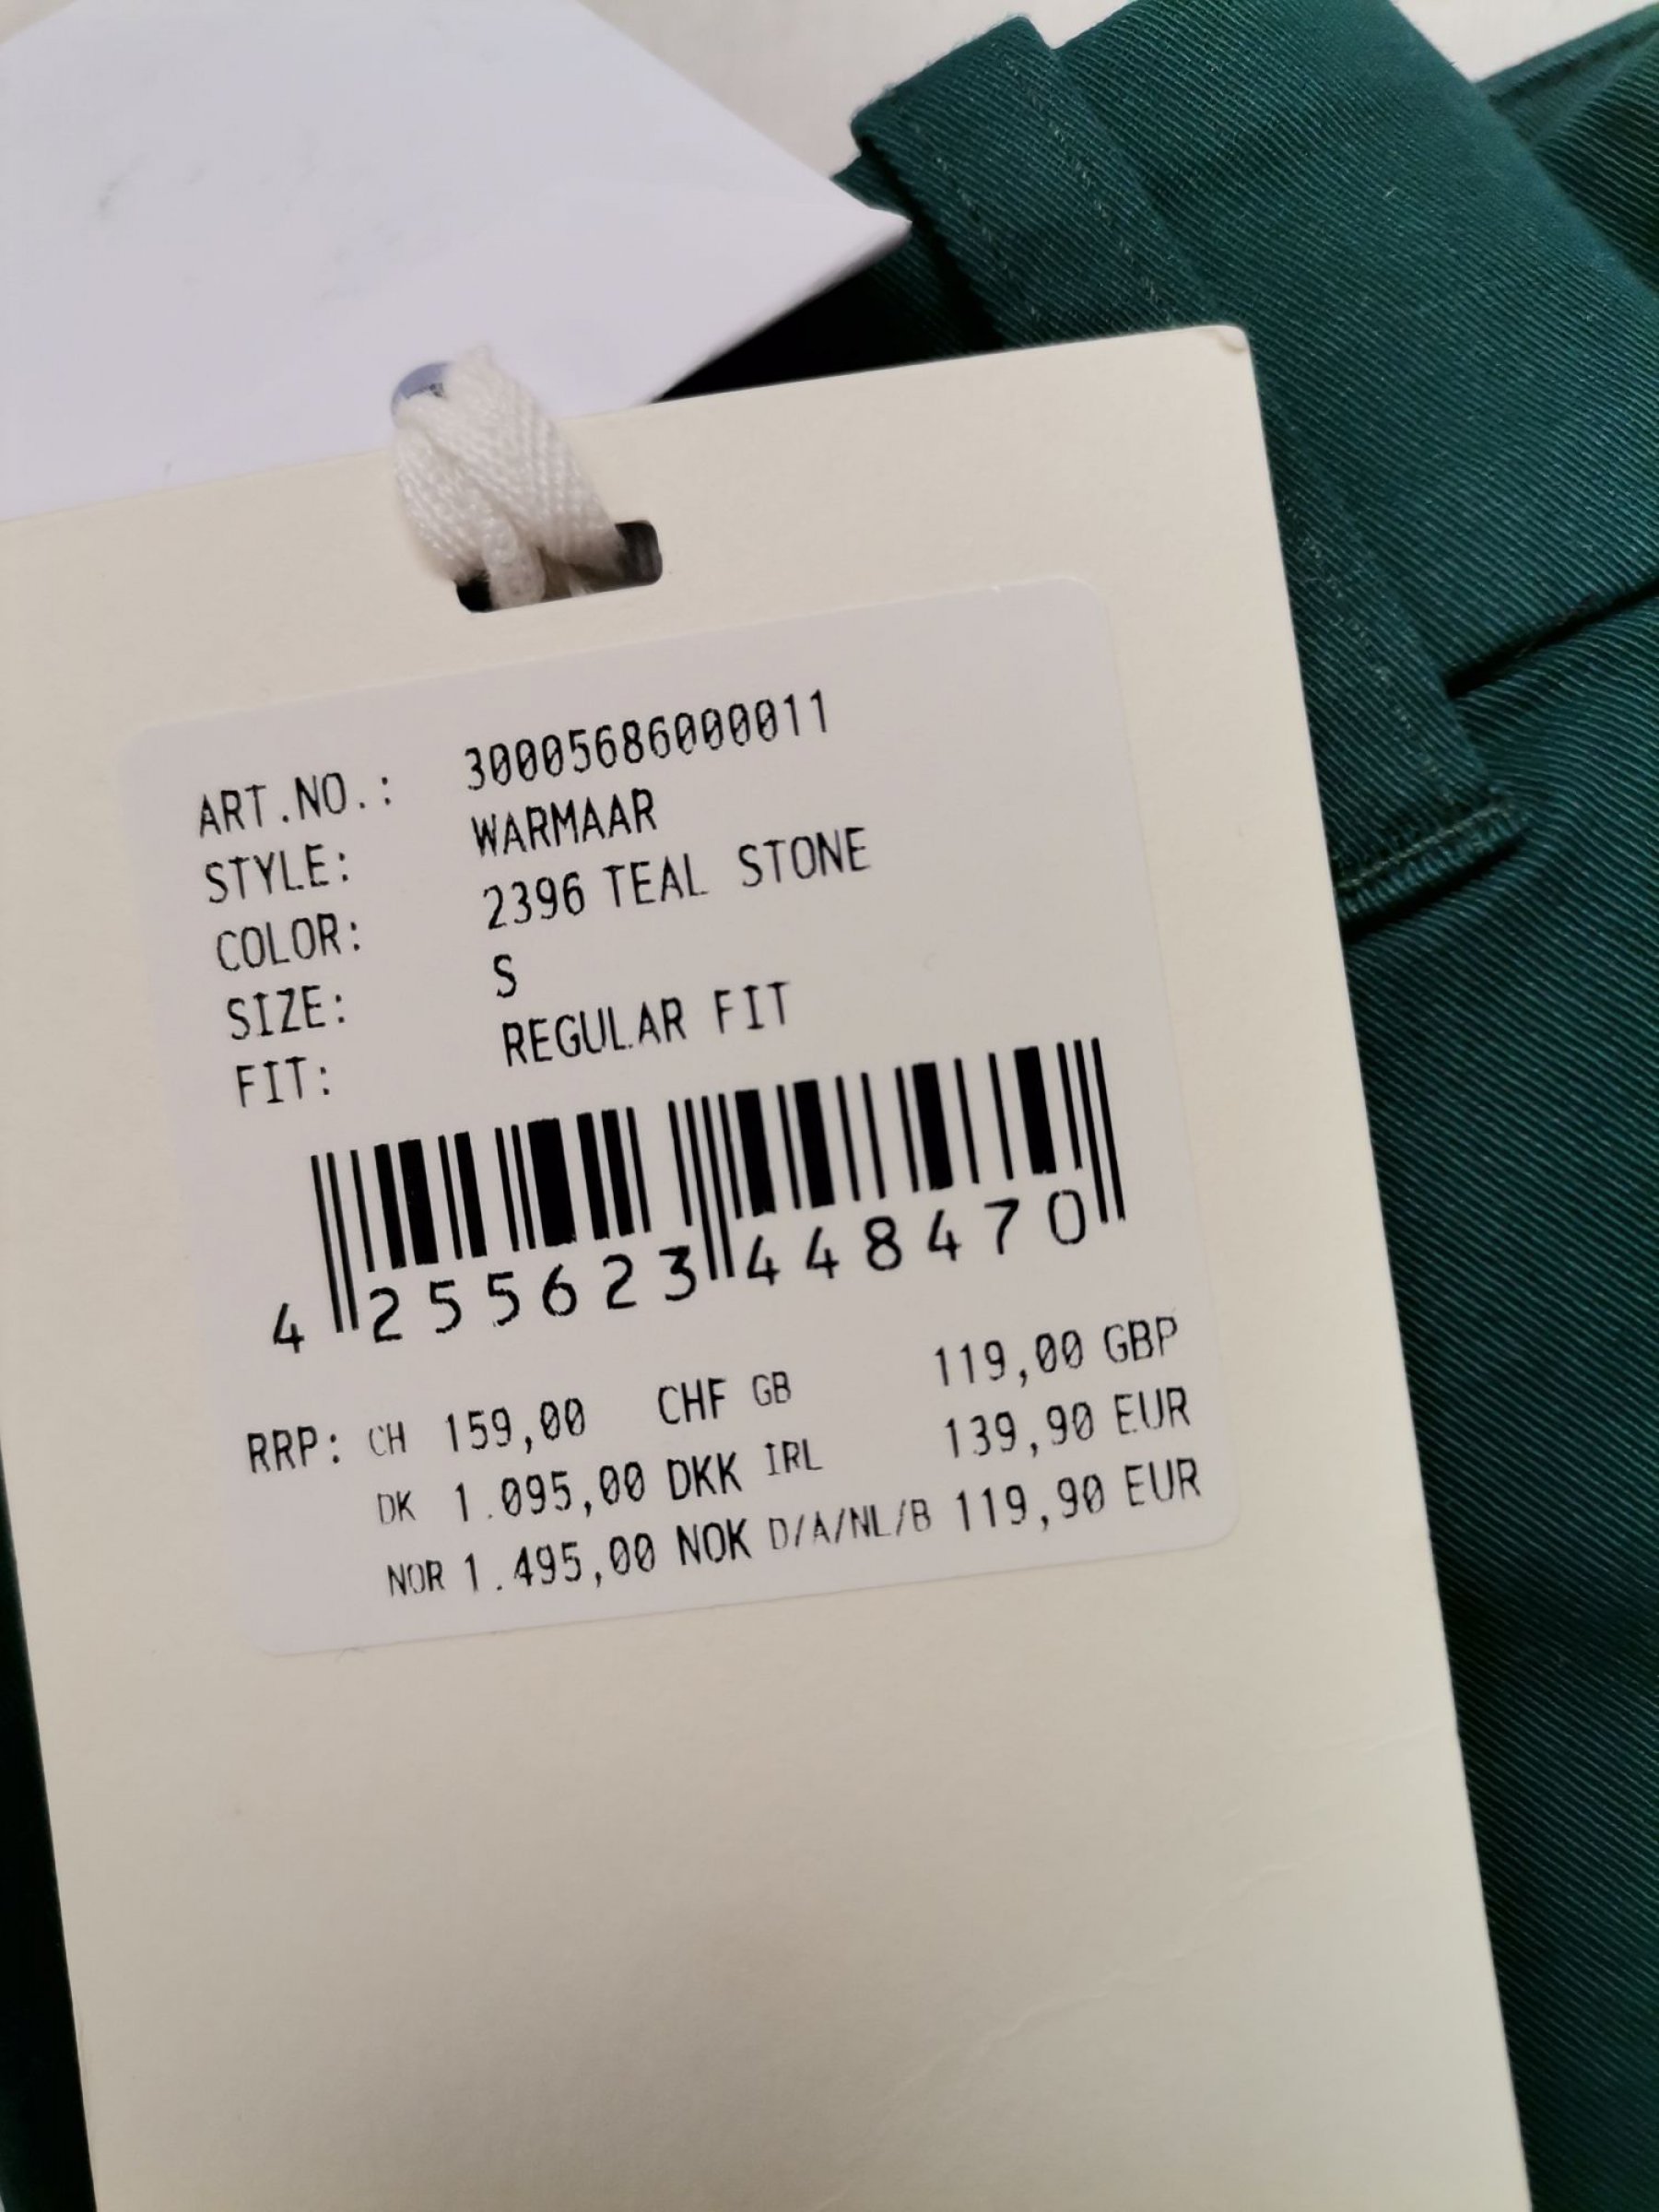 ART.NO.: 30005686000011
STYLE: WARMAAR
COLOR: 2396 TEAL STONE
SIZE: S
FIT: REGULAR FIT
4 255623 448470
RRP: CH 159,00 CHF GB 119,00 GBP
DK 1.095,00 DKK IRL 139,90 EUR
NOR 1.495,00 NOK D/A/NL/B 119,90 EUR